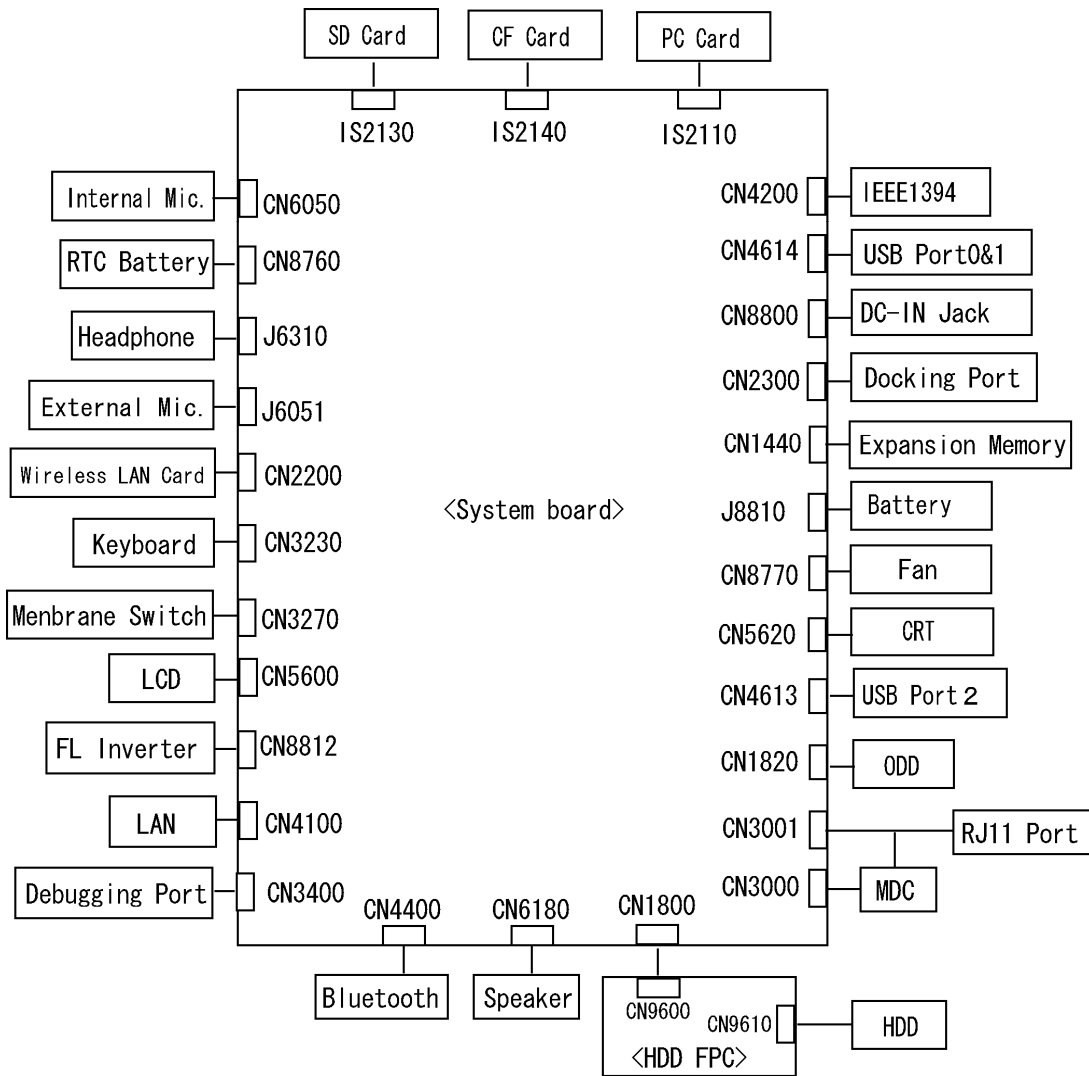 SD Card
CF Card
PC Card
IS2130
IS2140
IS2110
Internal Mic.
CN6050
CN4200
IEEE1394
RTC Battery
CN8760
CN4614
USB Port0&1
Headphone
J6310
CN8800
DC-IN Jack
External Mic.
J6051
CN2300
Docking Port
Wireless LAN Card
CN2200
CN1440
Expansion Memory
<System board>
J8810
Battery
Keyboard
CN3230
CN8770
Fan
Menbrane Switch
CN3270
CN5620
CRT
LCD
CN5600
CN4613
USB Port 2
FL Inverter
CN8812
CN1820
ODD
LAN
CN4100
CN3001
RJ11 Port
Debugging Port
CN3400
CN3000
MDC
CN4400
CN6180
CN1800
Bluetooth
Speaker
CN9600
CN9610
HDD
<HDD FPC>